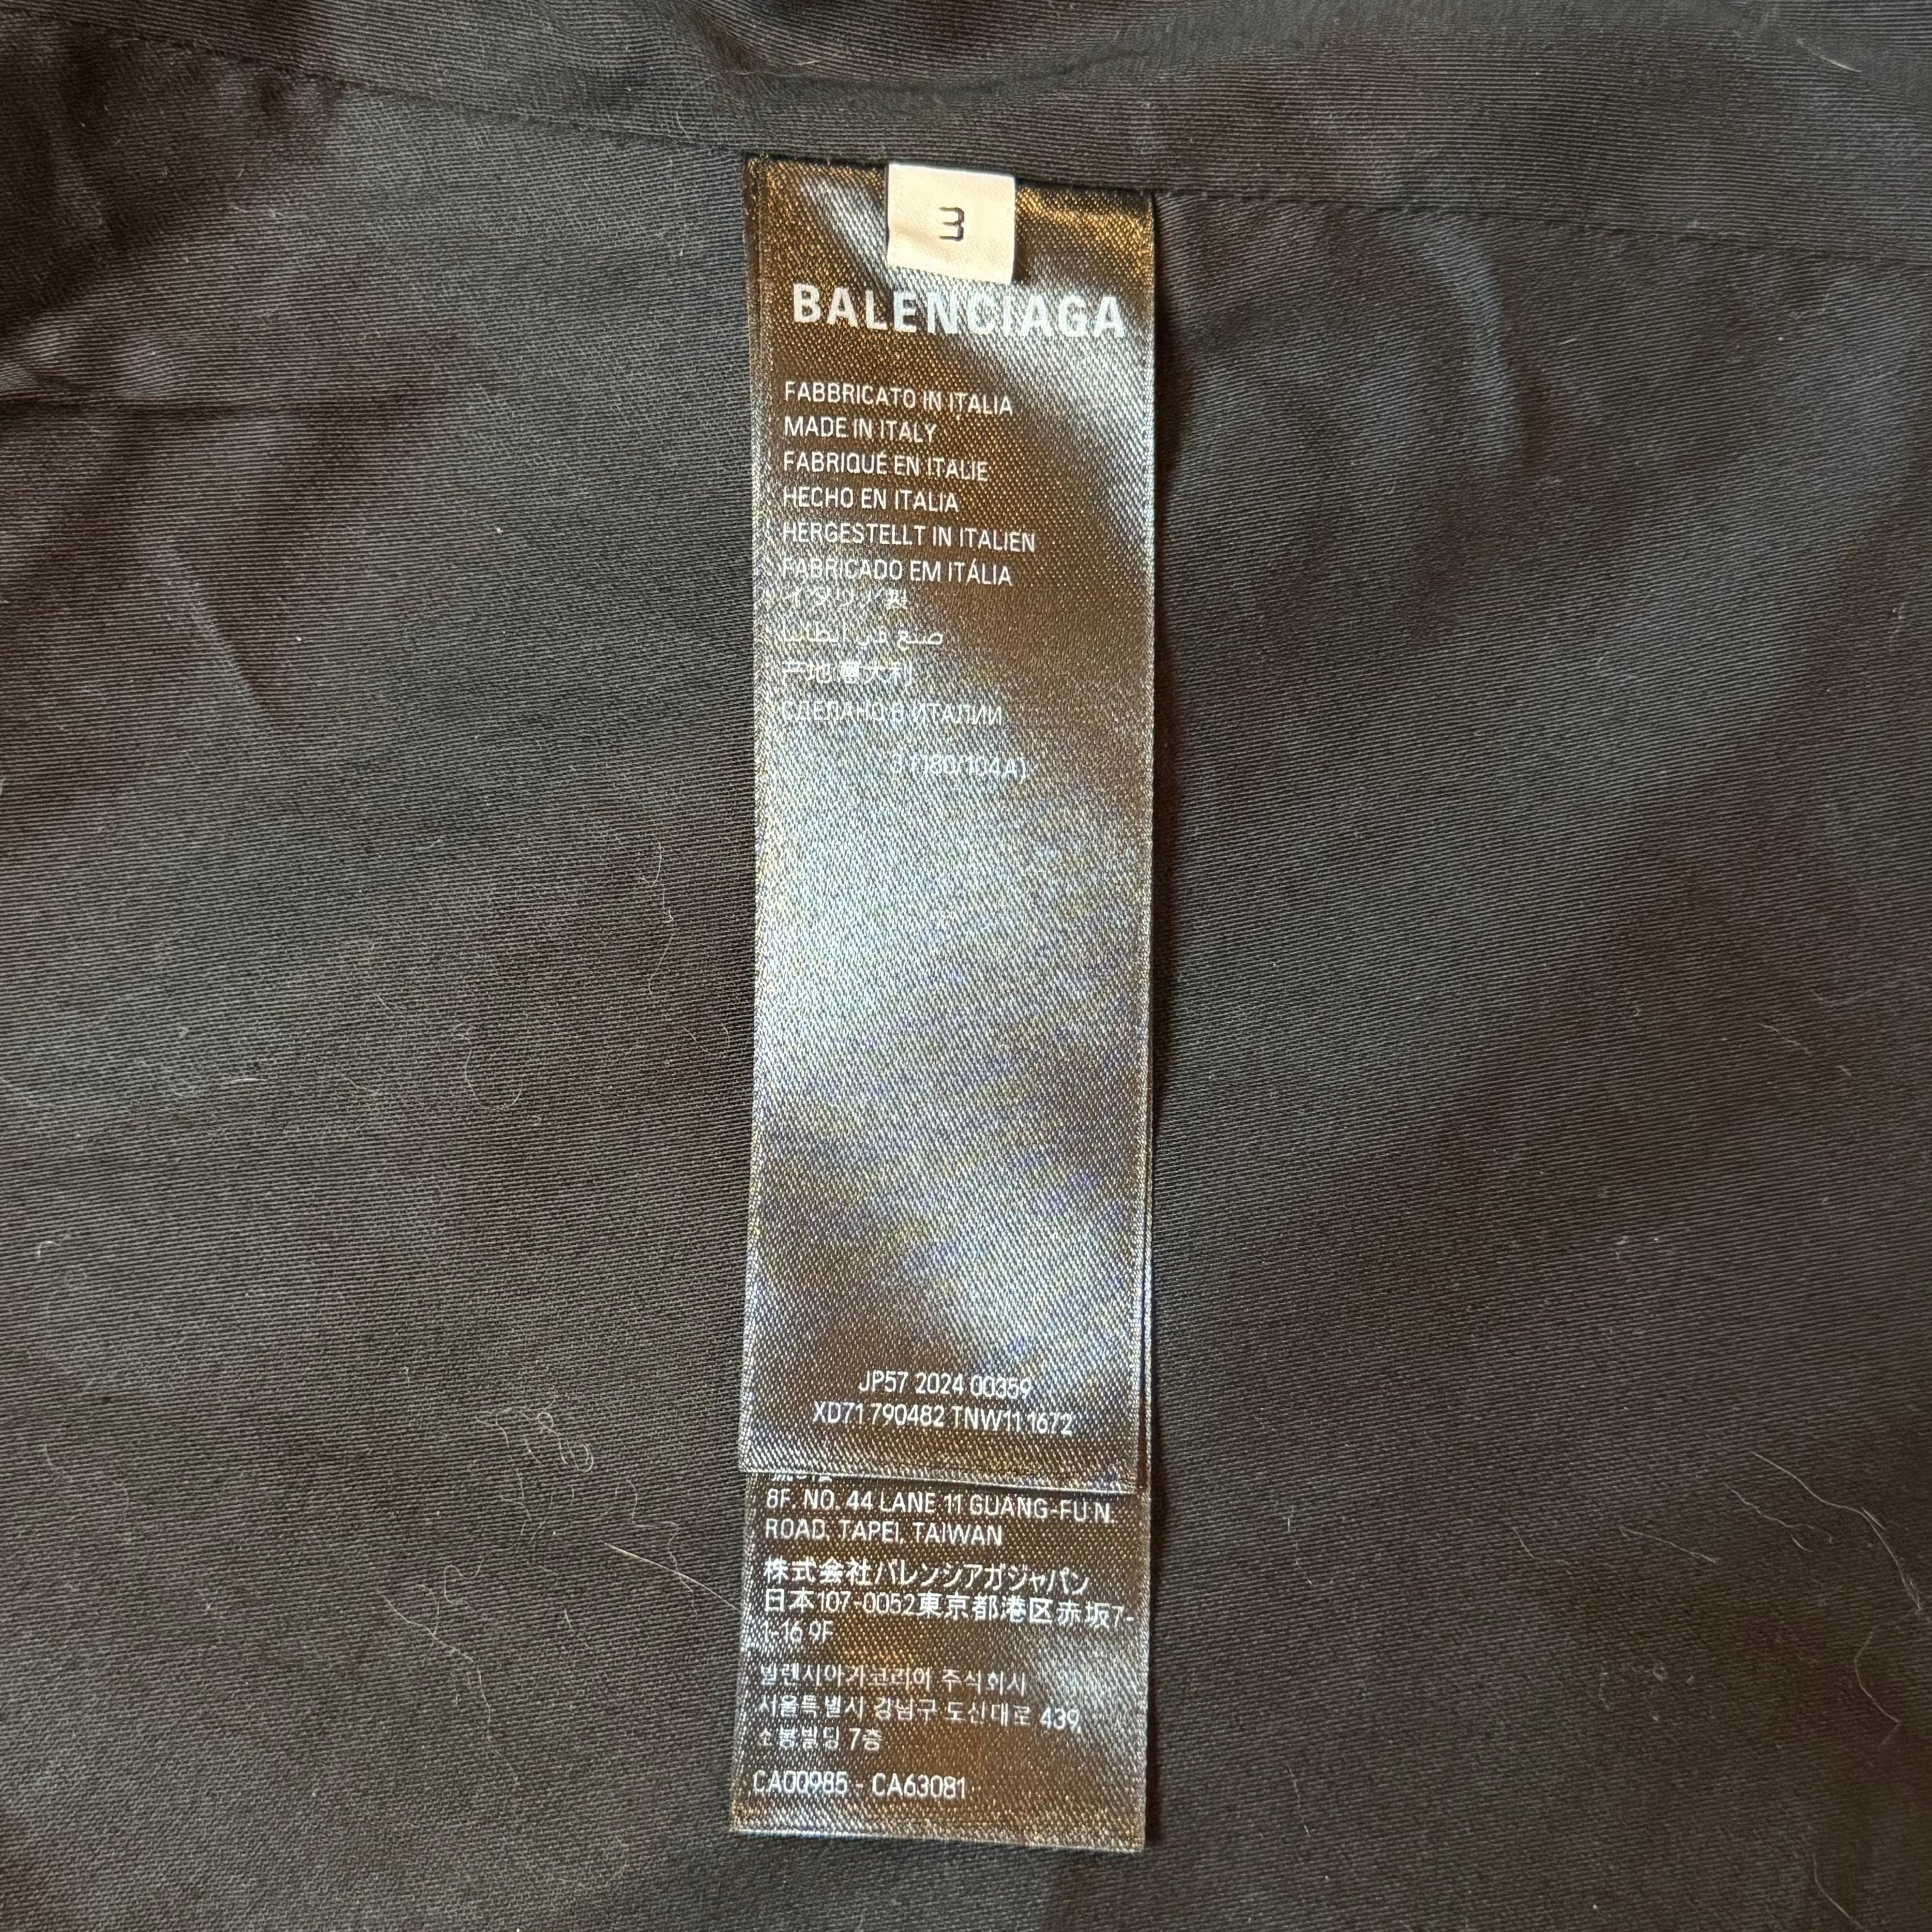 3
BALENCIAGA
FABBRICATO IN ITALIA
MADE IN ITALY
FABRIQUÉ EN ITALIE
HECHO EN ITALIA
HERGESTELLT IN ITALIEN
FABRICADO EM ITÁLIA
イタリア製
صنع في إيطاليا
产地 意大利
СДЕЛАНО В ИТАЛИИ
JP57 2024 00359
XD71 790482 TNW11 1672
8F. NO. 44 LANE 11 GUANG-FU N.
ROAD. TAPEI, TAIWAN
株式会社バレンシアガジャパン
日本107-0052東京都港区赤坂7-
1-16 9F
발렌시아가코리아 주식회사
서울특별시 강남구 도산대로 439,
빌딩 7층
CA00985 - CA63081